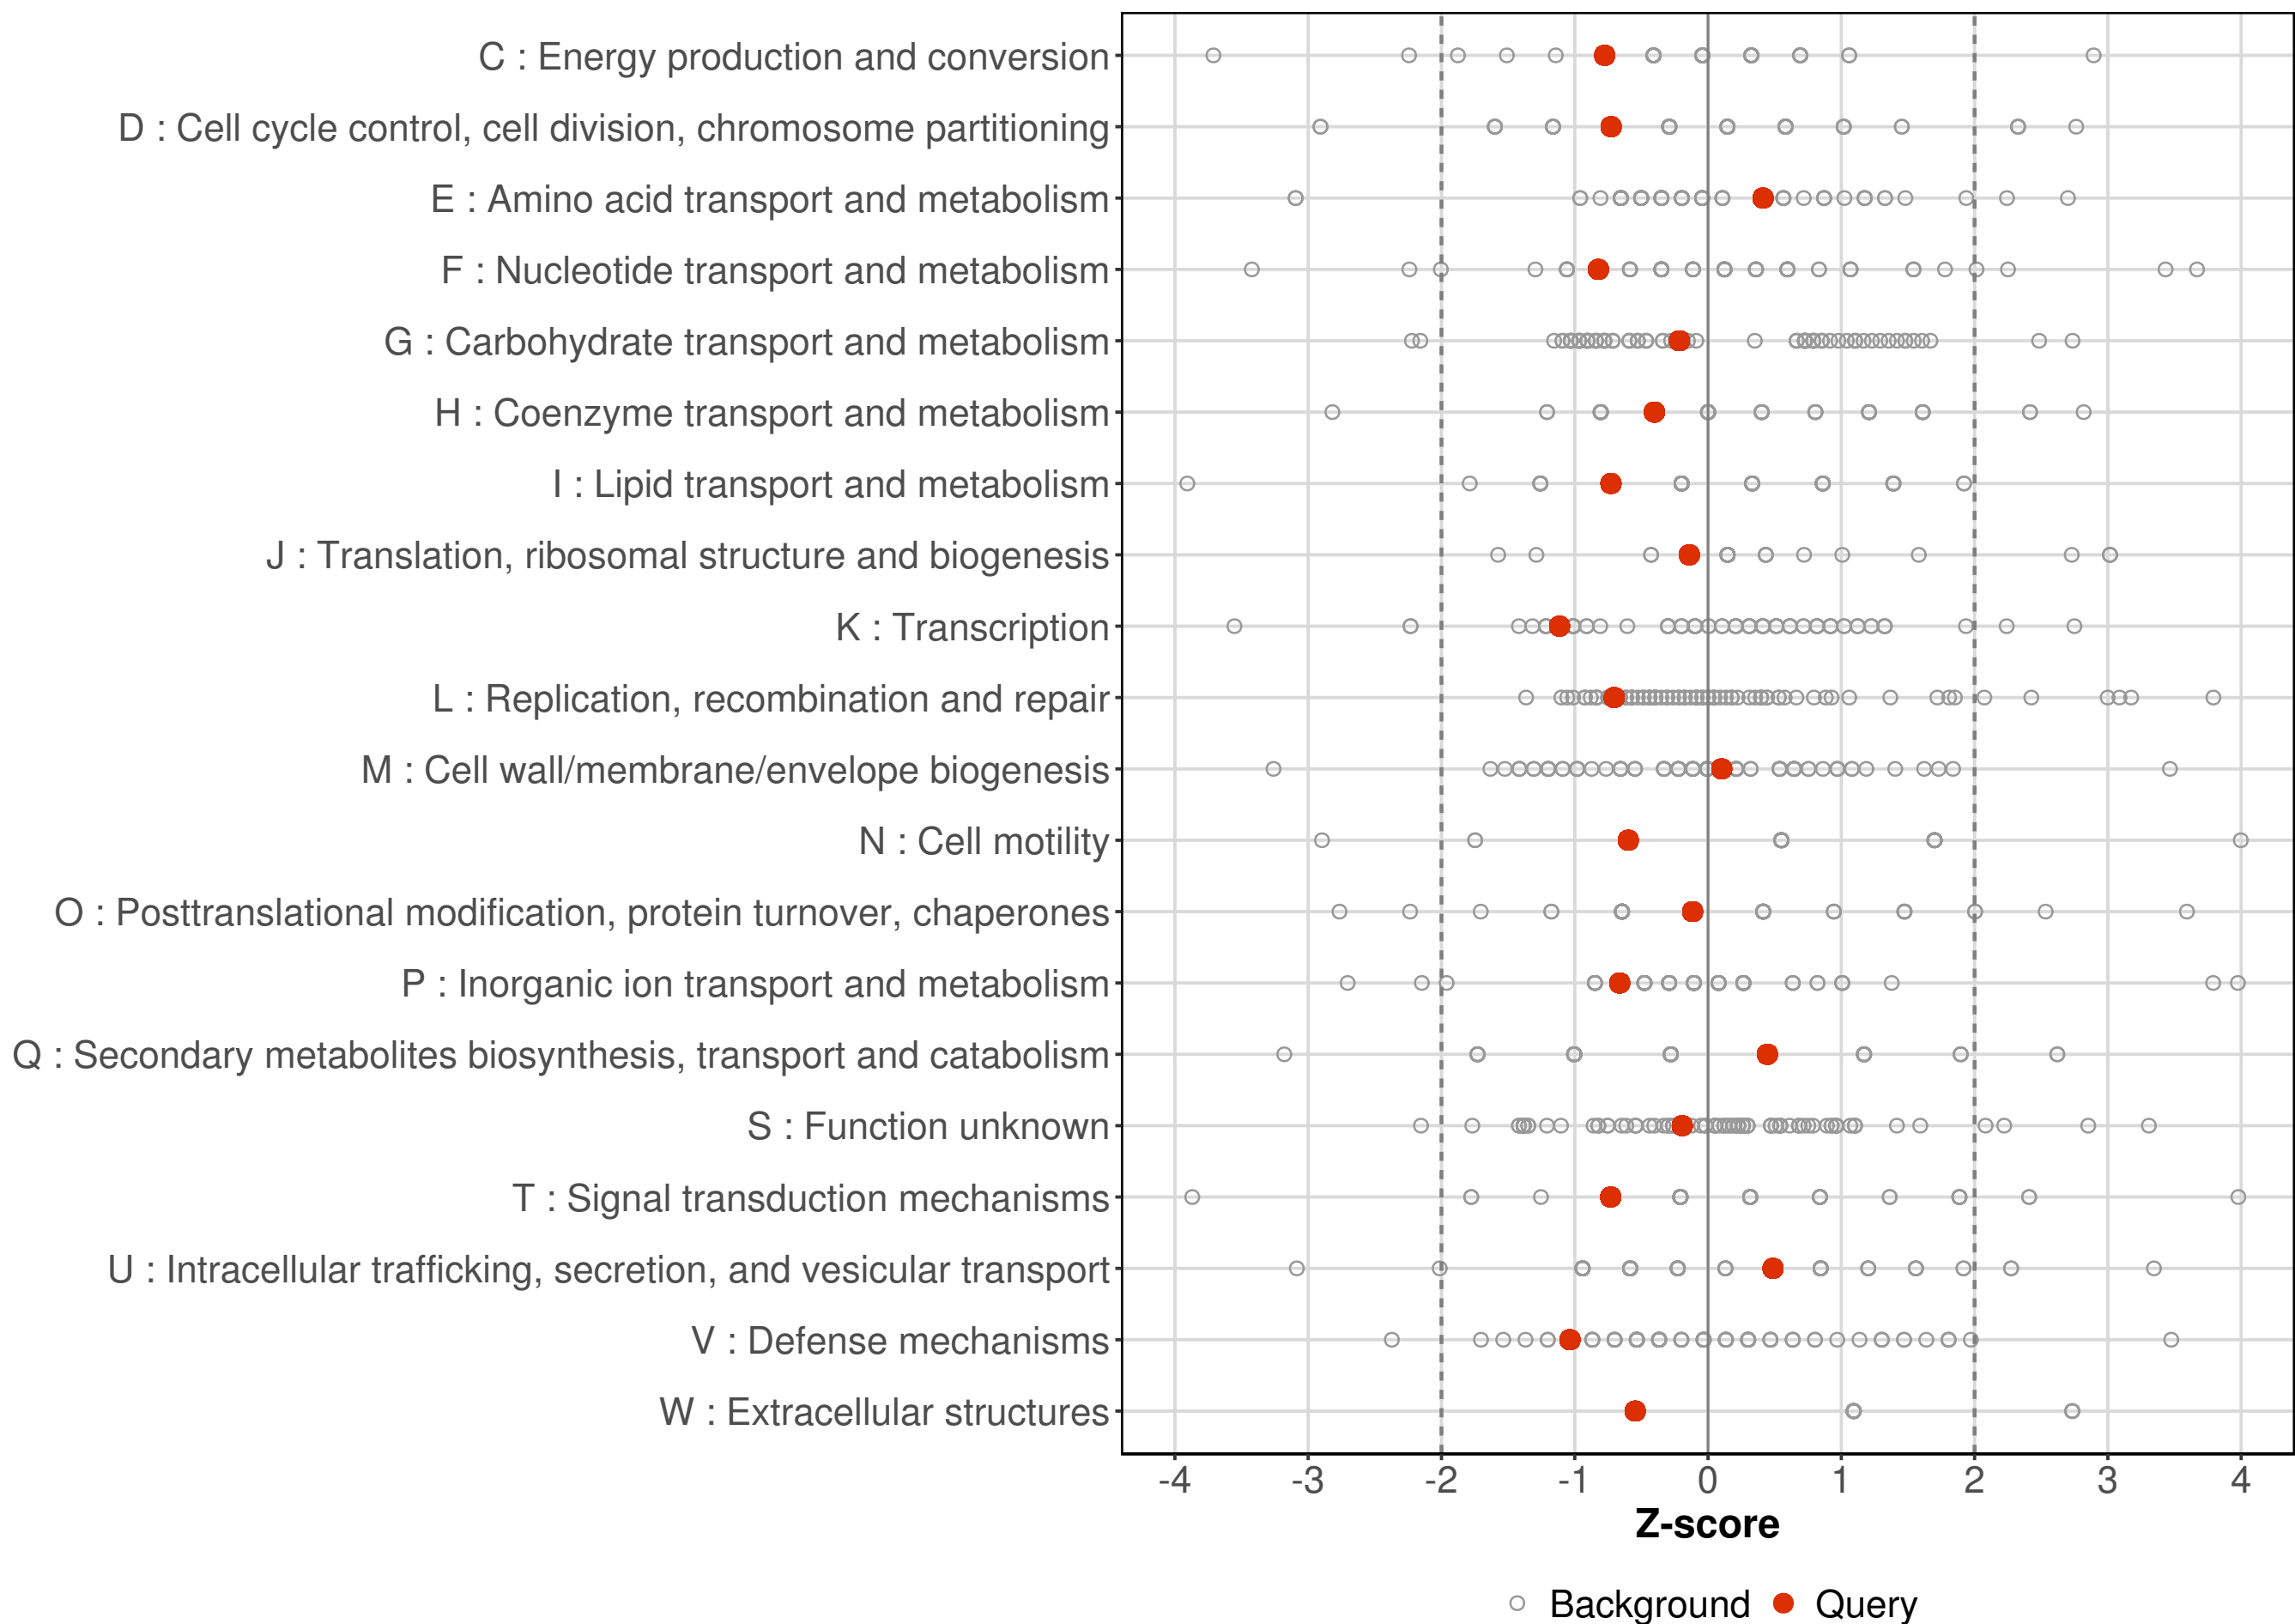 C : Energy production and conversion
D : Cell cycle control, cell division, chromosome partitioning
E : Amino acid transport and metabolism
F : Nucleotide transport and metabolism
G : Carbohydrate transport and metabolism
H : Coenzyme transport and metabolism
I : Lipid transport and metabolism
J : Translation, ribosomal structure and biogenesis
K : Transcription
L : Replication, recombination and repair
M : Cell wall/membrane/envelope biogenesis
N : Cell motility
O : Posttranslational modification, protein turnover, chaperones
P : Inorganic ion transport and metabolism
Q : Secondary metabolites biosynthesis, transport and catabolism
S : Function unknown
T : Signal transduction mechanisms
U : Intracellular trafficking, secretion, and vesicular transport
V : Defense mechanisms
W : Extracellular structures
-4 -3 -2 -1 0 1 2 3 4
Z-score
Background Query